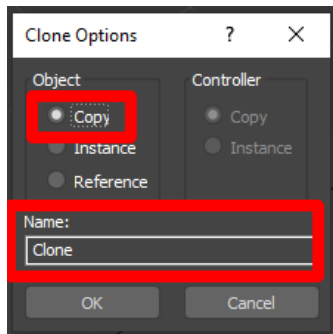 Clone Options ? ×
Object
Controller
Copy
Copy
Instance
Instance
Reference
Name:
Clone
OK
Cancel